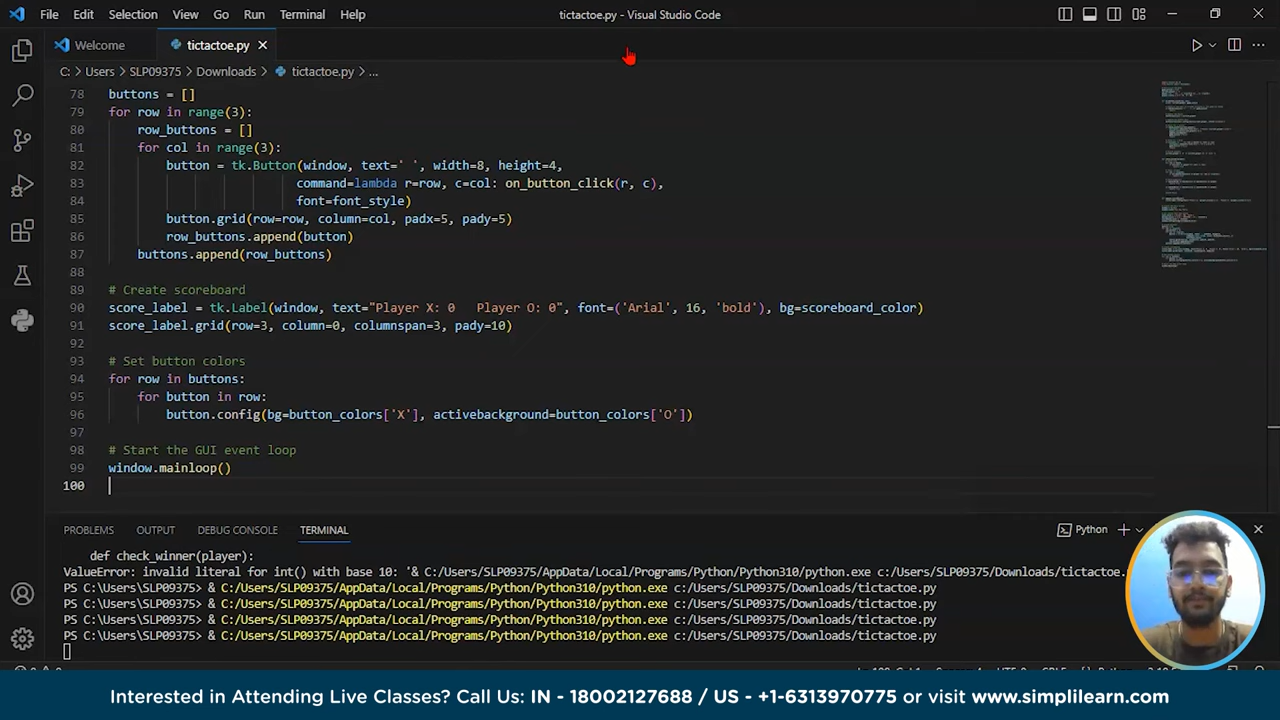 File Edit Selection View Go Run Terminal Help
tictactoe.py - Visual Studio Code
Welcome
tictactoe.py
C: > Users > SLP09375 > Downloads > tictactoe.py > ...
78 buttons = []
79 for row in range(3):
80 row_buttons = []
81 for col in range(3):
82 button = tk.Button(window, text=' ', width=8, height=4,
83 command=lambda r=row, c=col: on_button_click(r, c),
84 font=font_style)
85 button.grid(row=row, column=col, padx=5, pady=5)
86 row_buttons.append(button)
87 buttons.append(row_buttons)
88
89 # Create scoreboard
90 score_label = tk.Label(window, text="Player X: 0   Player O: 0", font=('Arial', 16, 'bold'), bg=scoreboard_color)
91 score_label.grid(row=3, column=0, columnspan=3, pady=10)
92
93 # Set button colors
94 for row in buttons:
95 for button in row:
96 button.config(bg=button_colors['X'], activebackground=button_colors['O'])
97
98 # Start the GUI event loop
99 window.mainloop()
100
PROBLEMS OUTPUT DEBUG CONSOLE TERMINAL
Python
def check_winner(player):
ValueError: invalid literal for int() with base 10: '& C:/Users/SLP09375/AppData/Local/Programs/Python/Python310/python.exe c:/Users/SLP09375/Downloads/tictactoe.
PS C:\Users\SLP09375> & C:/Users/SLP09375/AppData/Local/Programs/Python/Python310/python.exe c:/Users/SLP09375/Downloads/tictactoe.py
PS C:\Users\SLP09375> & C:/Users/SLP09375/AppData/Local/Programs/Python/Python310/python.exe c:/Users/SLP09375/Downloads/tictactoe.py
PS C:\Users\SLP09375> & C:/Users/SLP09375/AppData/Local/Programs/Python/Python310/python.exe c:/Users/SLP09375/Downloads/tictactoe.py
PS C:\Users\SLP09375> & C:/Users/SLP09375/AppData/Local/Programs/Python/Python310/python.exe c:/Users/SLP09375/Downloads/tictactoe.py
Interested in Attending Live Classes? Call Us: IN - 18002127688 / US - +1-6313970775 or visit www.simplilearn.com